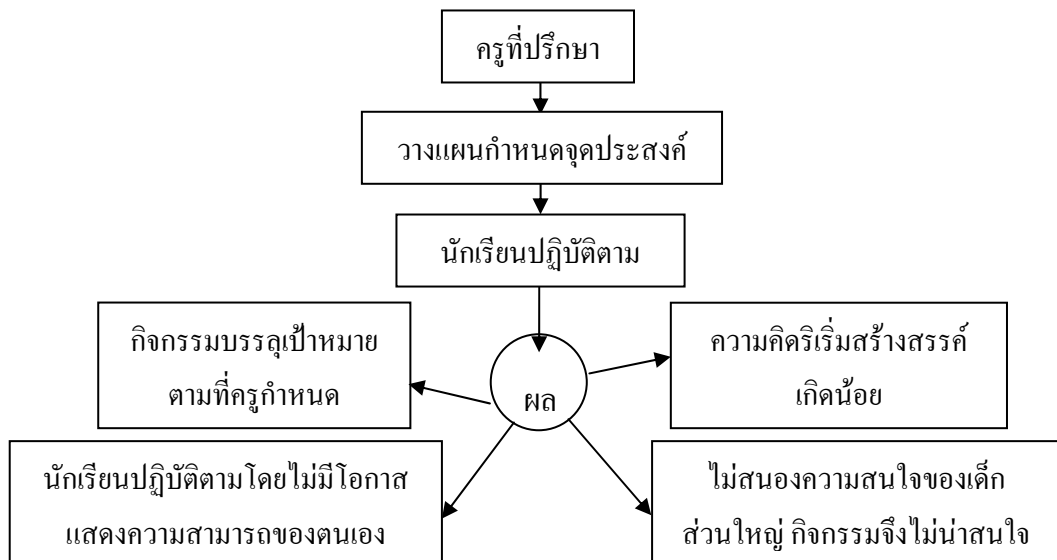 ครูที่ปรึกษา
วางแผนกำหนดจุดประสงค์
นักเรียนปฏิบัติตาม
กิจกรรมบรรลุเป้าหมาย
ตามที่ครูกำหนด
ความคิดริเริ่มสร้างสรรค์
เกิดน้อย
ผล
นักเรียนปฏิบัติตามโดยไม่มีโอกาส
แสดงความสามารถของตนเอง
ไม่สนองความสนใจของเด็ก
ส่วนใหญ่ กิจกรรมจึงไม่น่าสนใจ